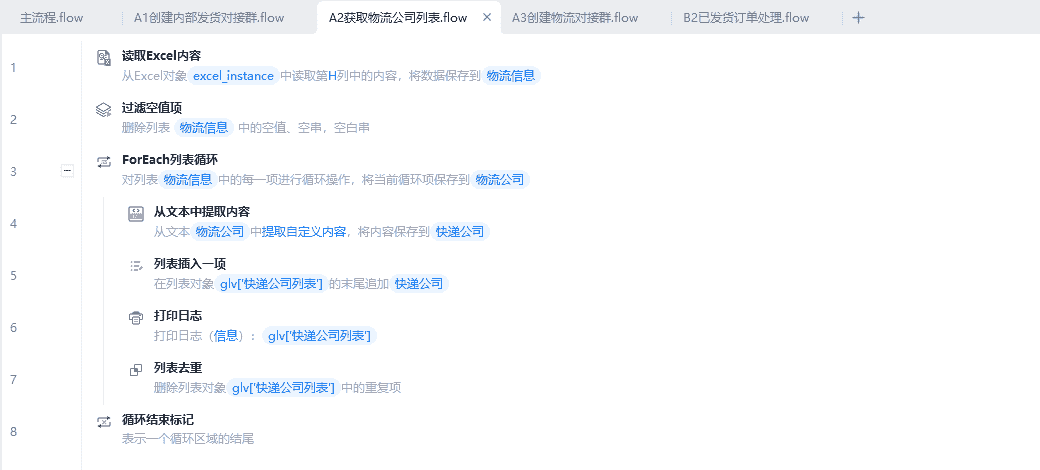 主流程.flow A1创建内部发货对接群.flow A2获取物流公司列表.flow A3创建物流对接群.flow B2已发货订单处理.flow
1 读取Excel内容
从Excel对象 excel_instance 中读取第H列中的内容，将数据保存到 物流信息
2 过滤空值项
删除列表 物流信息 中的空值、空串，空白串
3 ForEach列表循环
对列表 物流信息 中的每一项进行循环操作，将当前循环项保存到 物流公司
4 从文本中提取内容
从文本 物流公司 中提取自定义内容，将内容保存到 快递公司
5 列表插入一项
在列表对象 glv['快递公司列表'] 的末尾追加 快递公司
6 打印日志
打印日志（信息）： glv['快递公司列表']
7 列表去重
删除列表对象 glv['快递公司列表'] 中的重复项
8 循环结束标记
表示一个循环区域的结尾